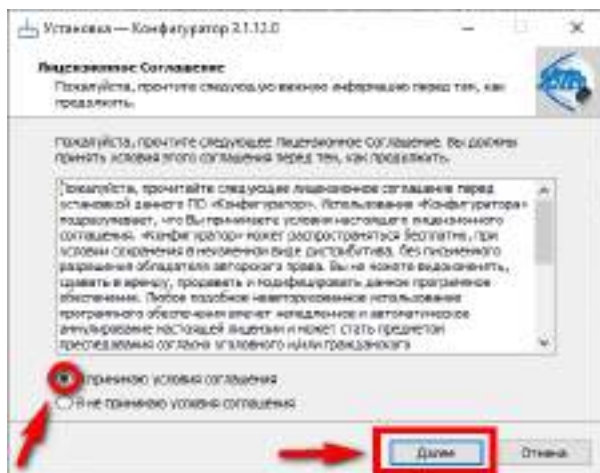 Установка — Конфигуратор 3.1.12.0
Лицензионное Соглашение
Пожалуйста, прочтите следующую важную информацию перед тем, как
продолжить.
Пожалуйста, прочтите следующее Лицензионное Соглашение. Вы должны
принять условия этого соглашения перед тем, как продолжить.
Пожалуйста, прочитайте следующее лицензионное соглашение перед
установкой данного ПО «Конфигуратор». Использование «Конфигуратора»
подразумевает, что Вы принимаете условия настоящего лицензионного
соглашения. «Конфигуратор» может распространяться бесплатно, при
условии сохранения в неизменном виде дистрибутива, без письменного
разрешения обладателя авторского права. Вы не можете видоизменять,
сдавать в аренду, продавать и модифицировать данное программное
обеспечение. Любое подобное неавторизованное использование
программного обеспечения влечет немедленное и автоматическое
аннулирование настоящей лицензии и может стать предметом
преследования согласно уголовного и/или гражданского
принимаю условия соглашения
Я не принимаю условия соглашения
Далее
Отмена